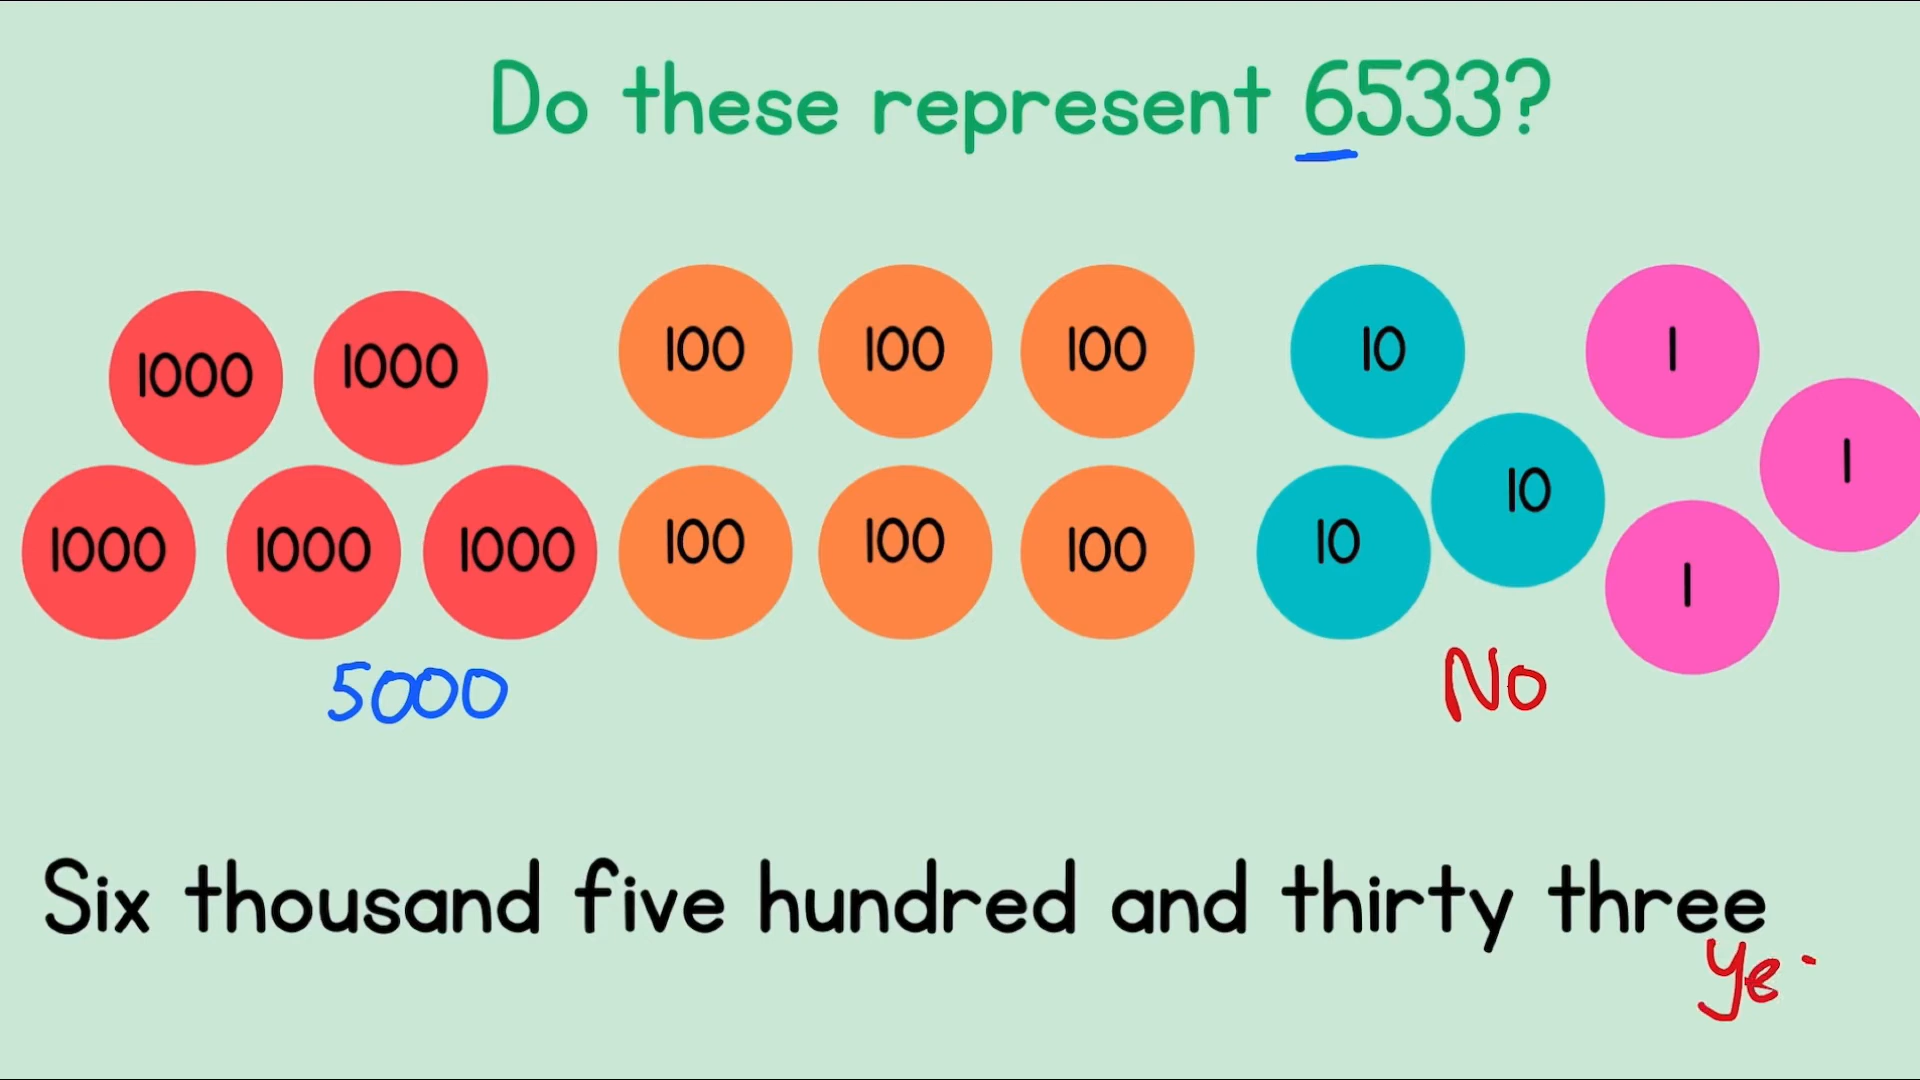 Do these represent 6533?
1000 1000
1000 1000 1000
100 100 100
100 100 100
10
10
10
1
1
1
5000
No
Six thousand five hundred and thirty three
Ye